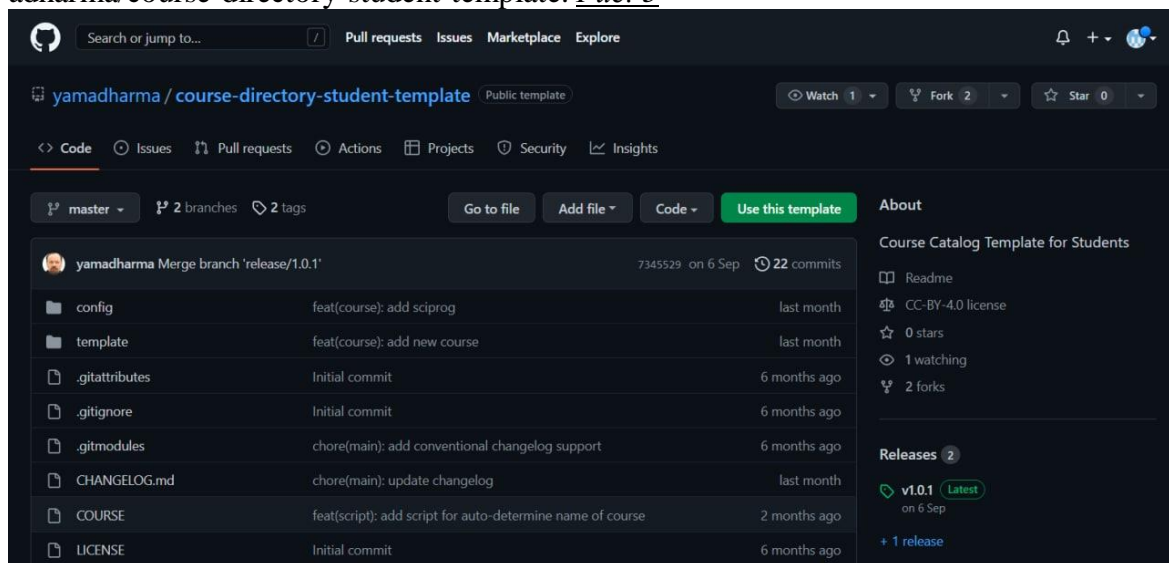 adharma/course-directory-student-template. Рис. 5
Search or jump to... / Pull requests Issues Marketplace Explore
yamadharma / course-directory-student-template Public template Watch 1 Fork 2 Star 0
Code Issues Pull requests Actions Projects Security Insights
master 2 branches 2 tags Go to file Add file Code Use this template
yamadharma Merge branch 'release/1.0.1' 7345529 on 6 Sep 22 commits
config feat(course): add sciprog last month
template feat(course): add new course last month
.gitattributes Initial commit 6 months ago
.gitignore Initial commit 6 months ago
.gitmodules chore(main): add conventional changelog support 6 months ago
CHANGELOG.md chore(main): update changelog last month
COURSE feat(script): add script for auto-determine name of course 2 months ago
LICENSE Initial commit 6 months ago
About
Course Catalog Template for Students
Readme
CC-BY-4.0 license
0 stars
1 watching
2 forks
Releases 2
v1.0.1 Latest
on 6 Sep
+ 1 release